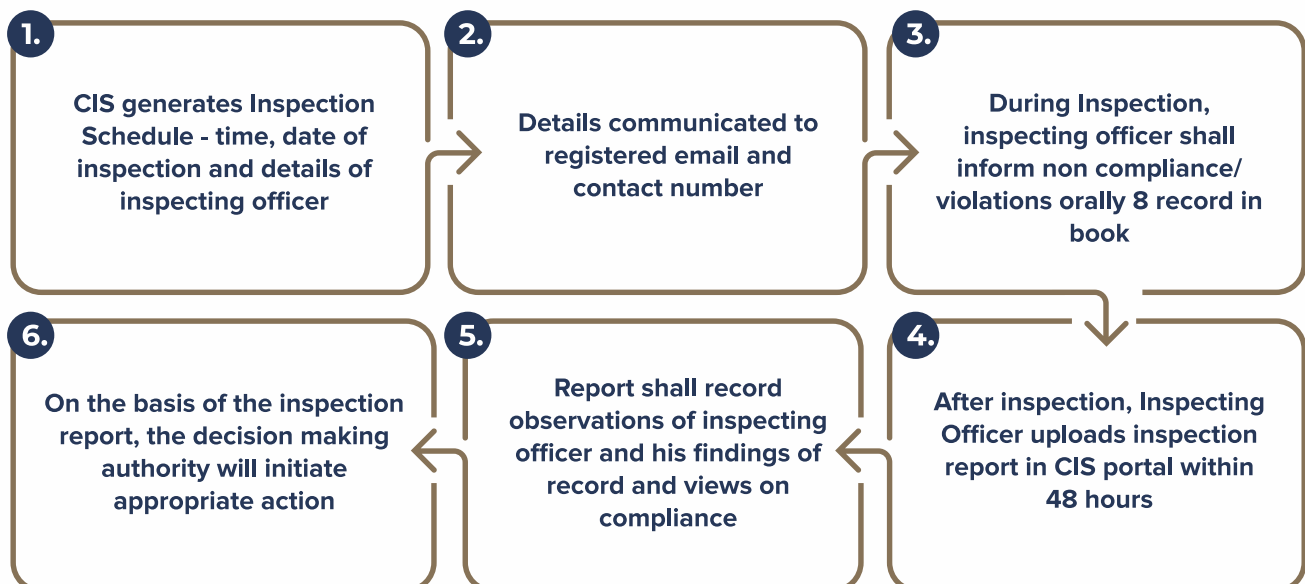 1.
CIS generates Inspection
Schedule - time, date of
inspection and details of
inspecting officer
2.
Details communicated to
registered email and
contact number
3.
During Inspection,
inspecting officer shall
inform non compliance/
violations orally 8 record in
book
4.
After inspection, Inspecting
Officer uploads inspection
report in CIS portal within
48 hours
5.
Report shall record
observations of inspecting
officer and his findings of
record and views on
compliance
6.
On the basis of the inspection
report, the decision making
authority will initiate
appropriate action